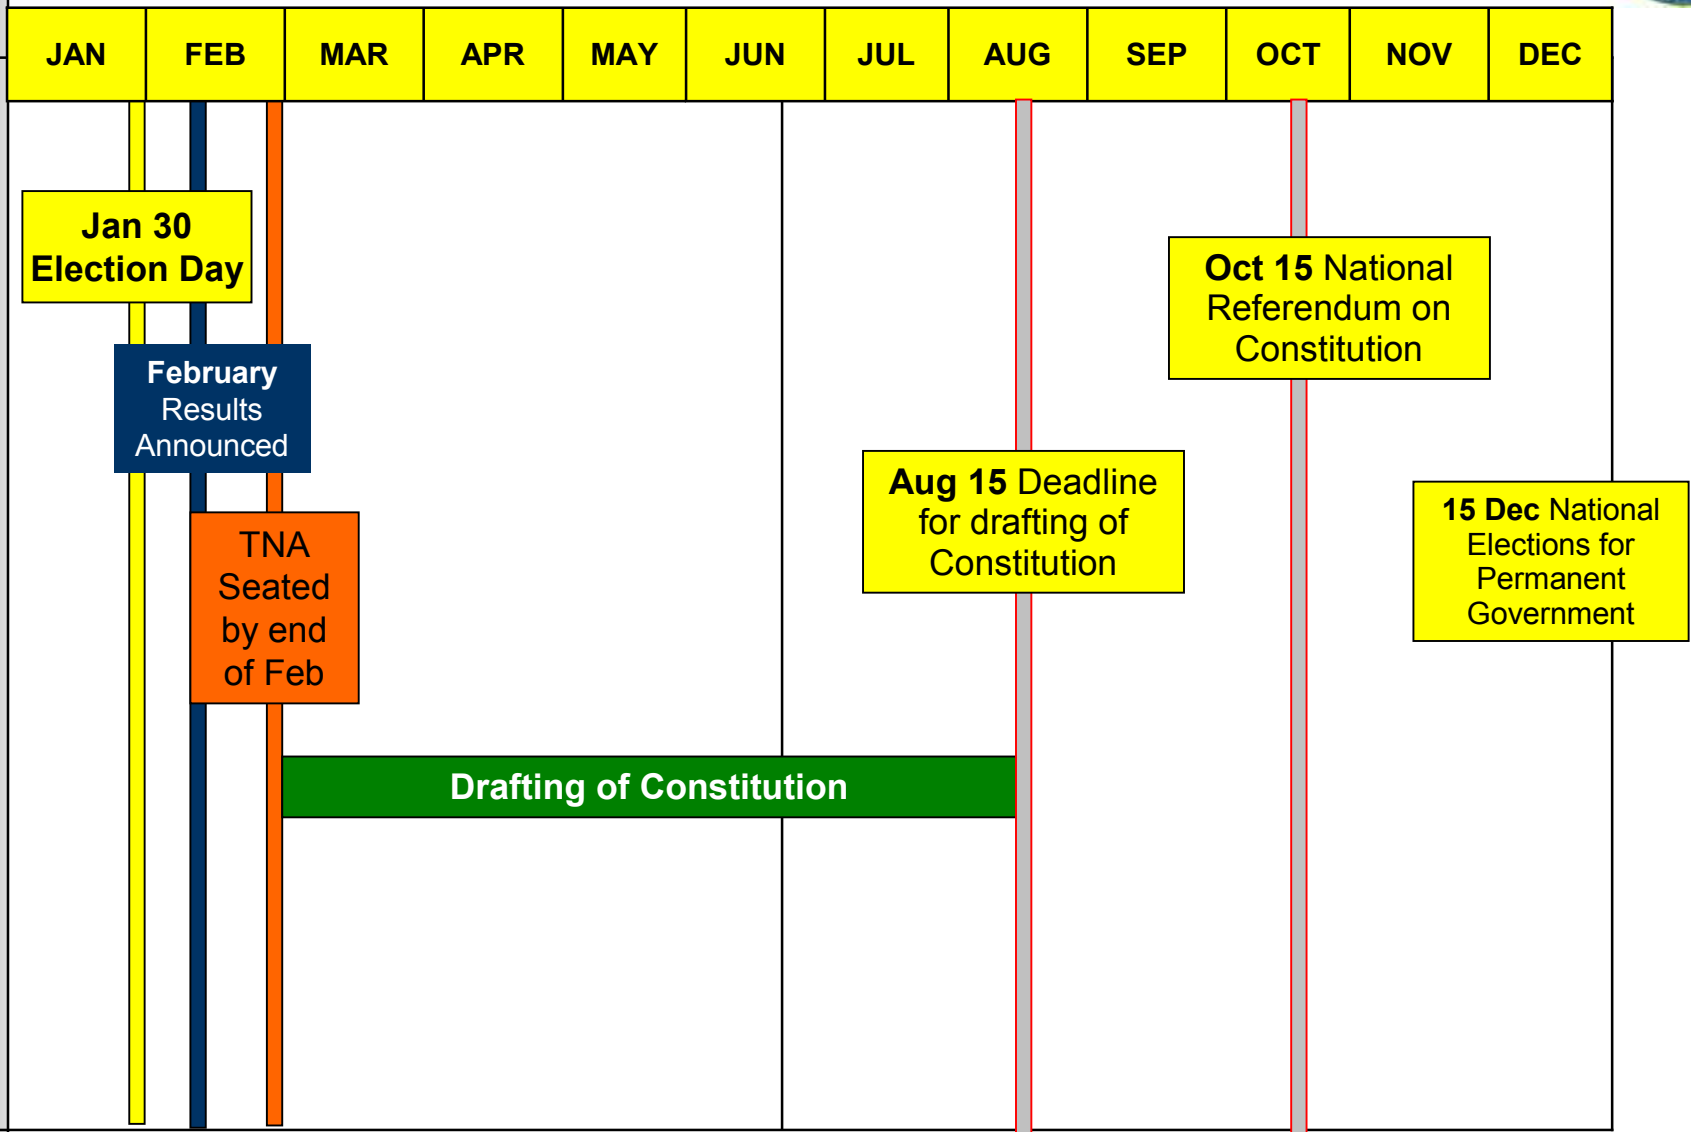 JAN FEB MAR APR MAY JUN JUL AUG SEP OCT NOV DEC
Jan 30
Election Day
February
Results
Announced
TNA
Seated
by end
of Feb
Drafting of Constitution
Aug 15 Deadline
for drafting of
Constitution
Oct 15 National
Referendum on
Constitution
15 Dec National
Elections for
Permanent
Government